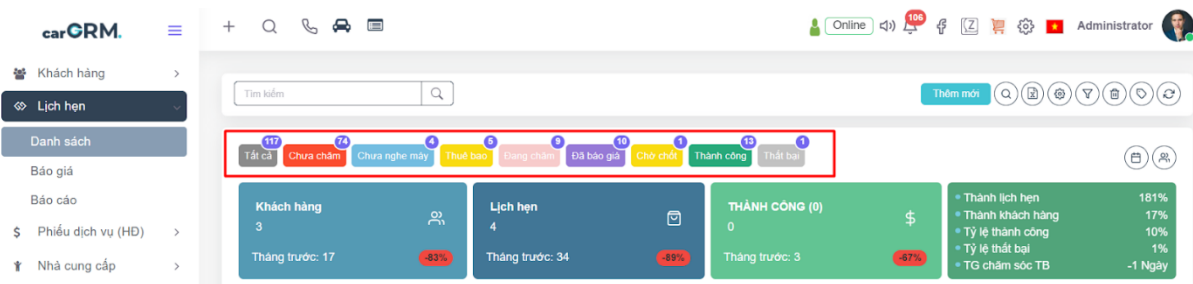 carGRM.
106
Online
Administrator
Khách hàng
Lịch hẹn
Danh sách
Báo giá
Báo cáo
Phiếu dịch vụ (HĐ)
Nhà cung cấp
Tìm kiếm
Thêm mới
117 74 4 5 9 10 1 13 1
Tất cả Chưa chăm Chưa nghe máy Thuê bao Đang chăm Đã báo giá Chờ chốt Thành công Thất bại
Khách hàng
3
Tháng trước: 17 -83%
Lịch hẹn
4
Tháng trước: 34 -89%
THÀNH CÔNG (0)
0
Tháng trước: 3 -67%
Thành lịch hẹn 181%
Thành khách hàng 17%
Tỷ lệ thành công 10%
Tỷ lệ thất bại 1%
TG chăm sóc TB -1 Ngày